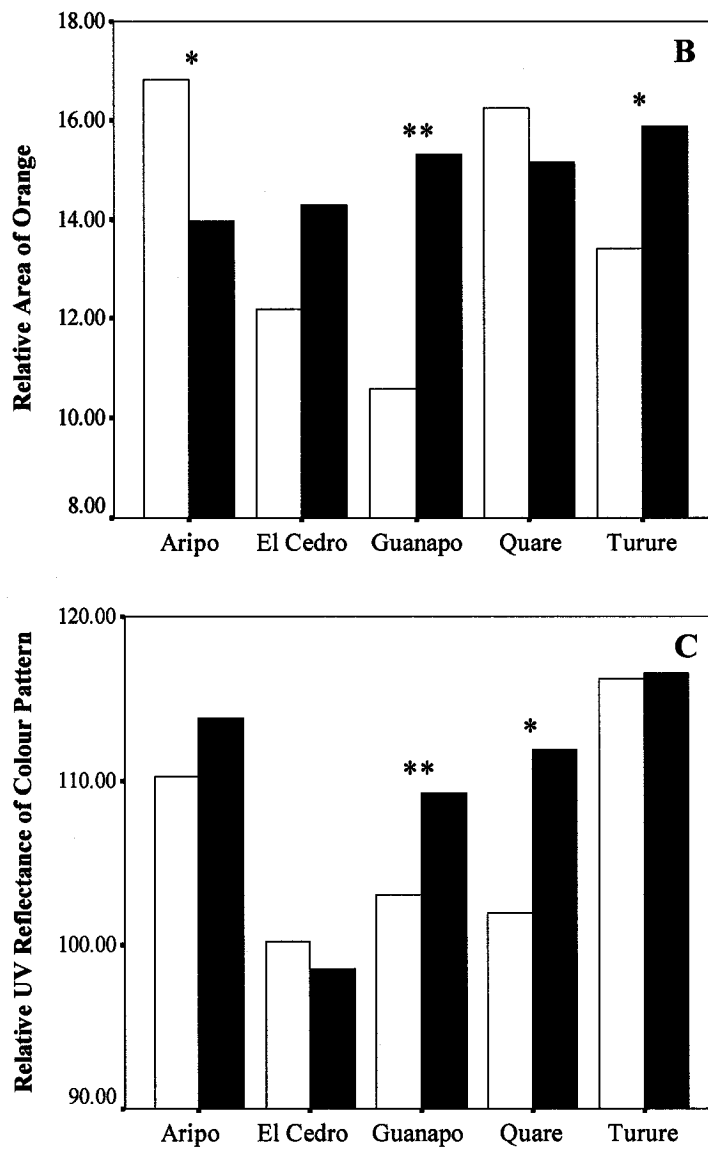 18.00
B
*
16.00
*
**
14.00
12.00
10.00
8.00
Relative Area of Orange
Aripo El Cedro Guanapo Quare Turure
120.00
C
*
110.00
**
100.00
90.00
Relative UV Reflectance of Colour Pattern
Aripo El Cedro Guanapo Quare Turure